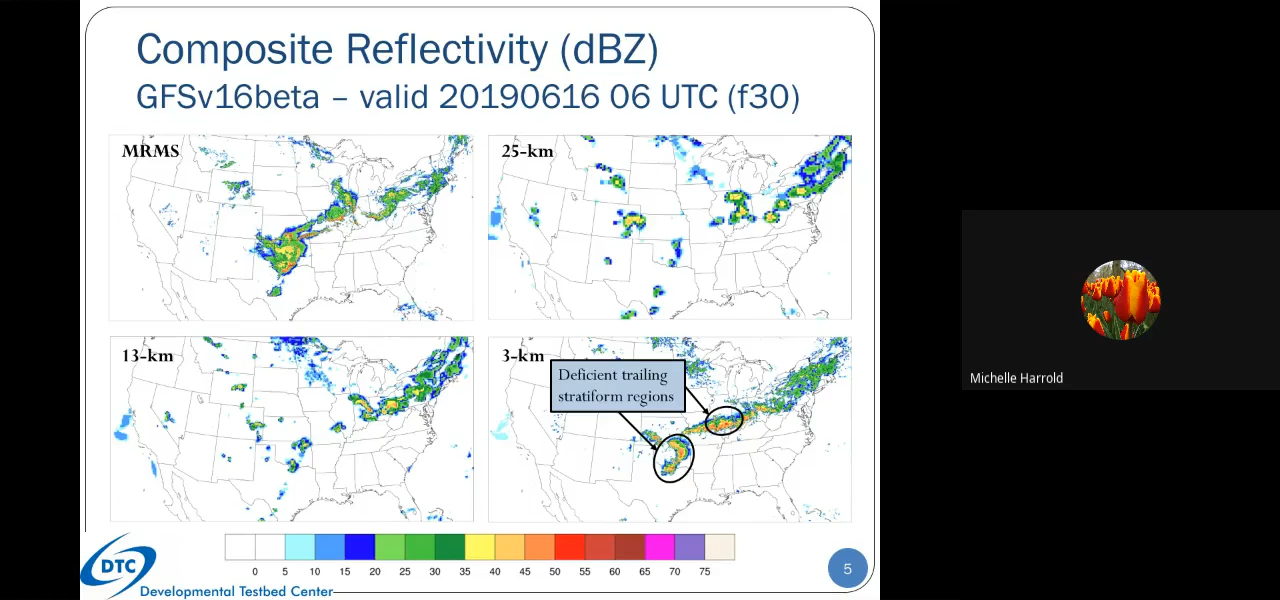 Composite Reflectivity (dBZ)
GFSv16beta – valid 20190616 06 UTC (f30)
MRMS
25-km
13-km
3-km
Deficient trailing
stratiform regions
Michelle Harrold
0 5 10 15 20 25 30 35 40 45 50 55 60 65 70 75
DTC
Developmental Testbed Center
5